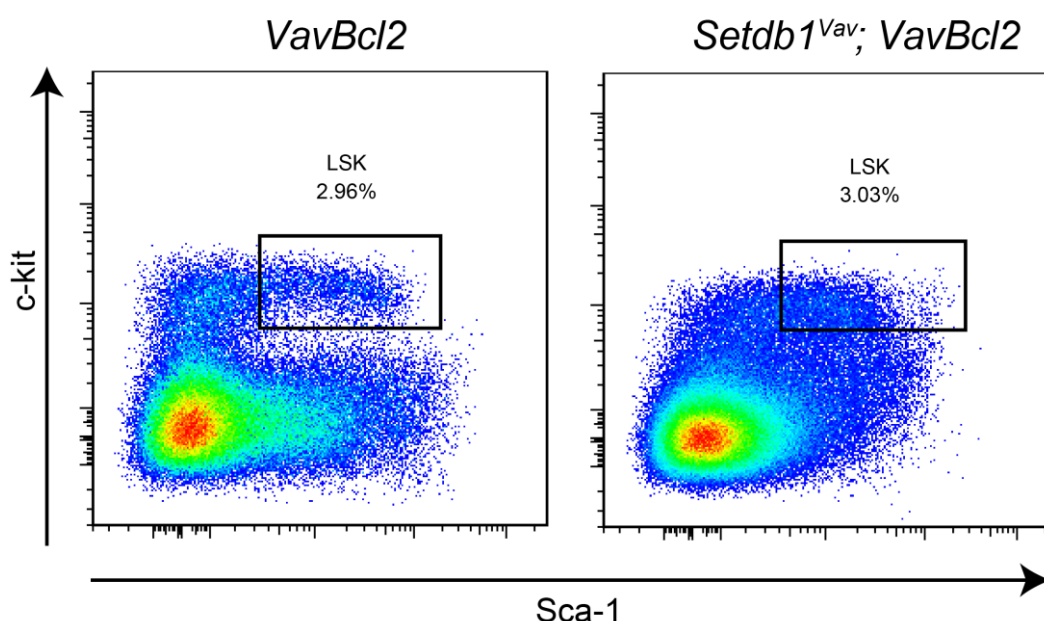 VavBcl2
Setdb1Vav; VavBcl2
LSK
2.96%
LSK
3.03%
c-kit
Sca-1